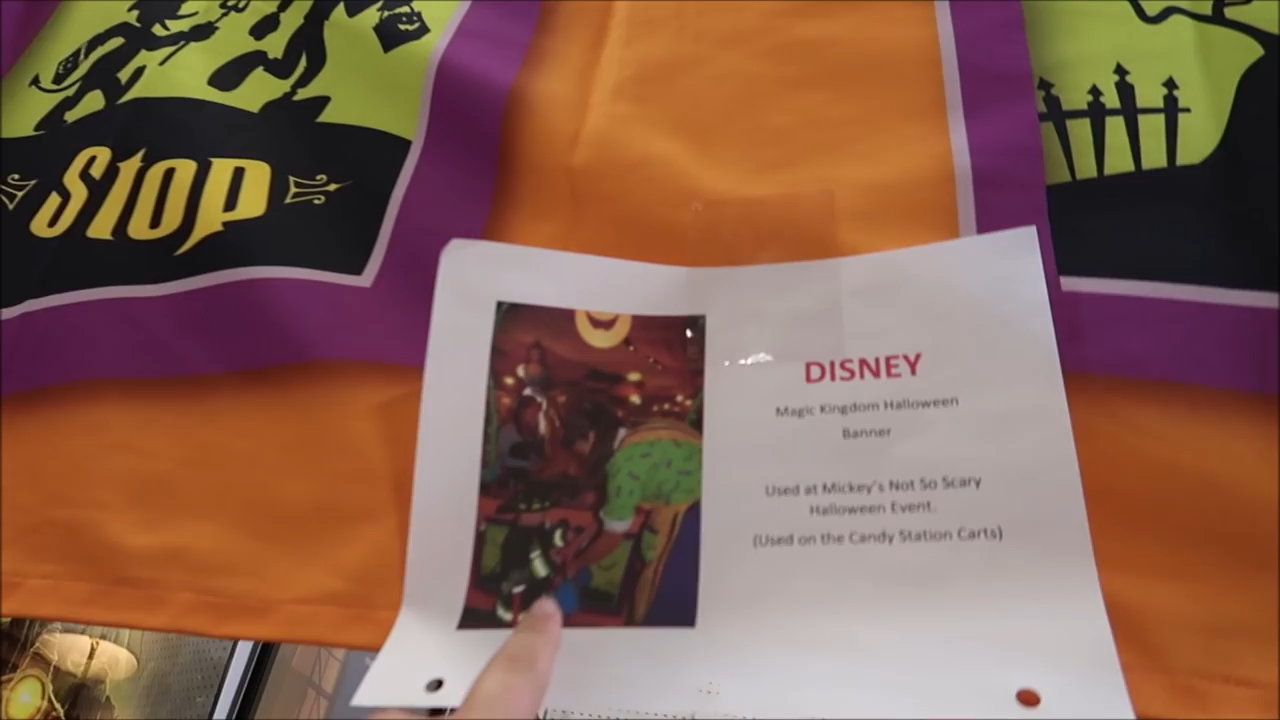 Stop
DISNEY
Magic Kingdom Halloween
Banner
Used at Mickey's Not So Scary
Halloween Event.
(Used on the Candy Station Carts)